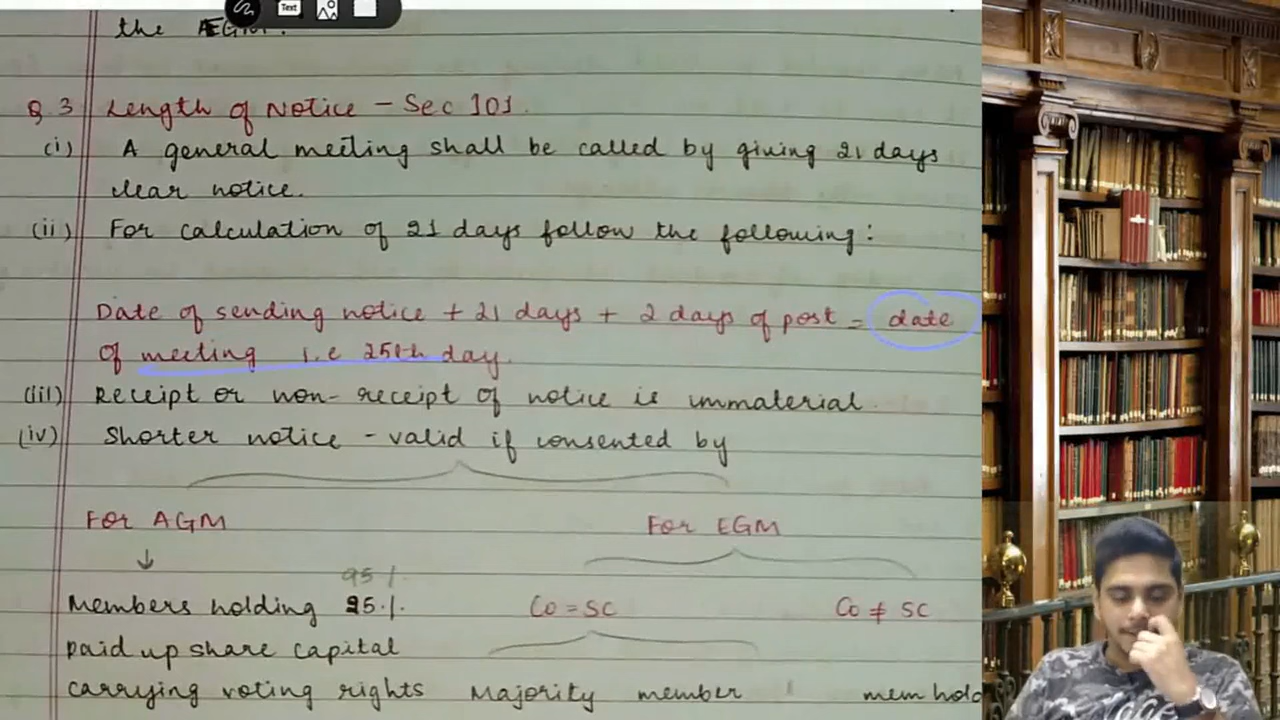 Text
the AEGM.
Q.3 Length of Notice - Sec 101.
(i) A general meeting shall be called by giving 21 days
clear notice.
(ii) For calculation of 21 days follow the following:
Date of sending notice + 21 days + 2 days of post = date
of meeting i.e 25th day.
(iii) Receipt or non-receipt of notice is immaterial.
(iv) Shorter notice - valid if consented by
For AGM
For EGM
95%
Members holding 95%.
Co = SC
Co ≠ SC
paid up share capital
carrying voting rights
Majority member
mem hold